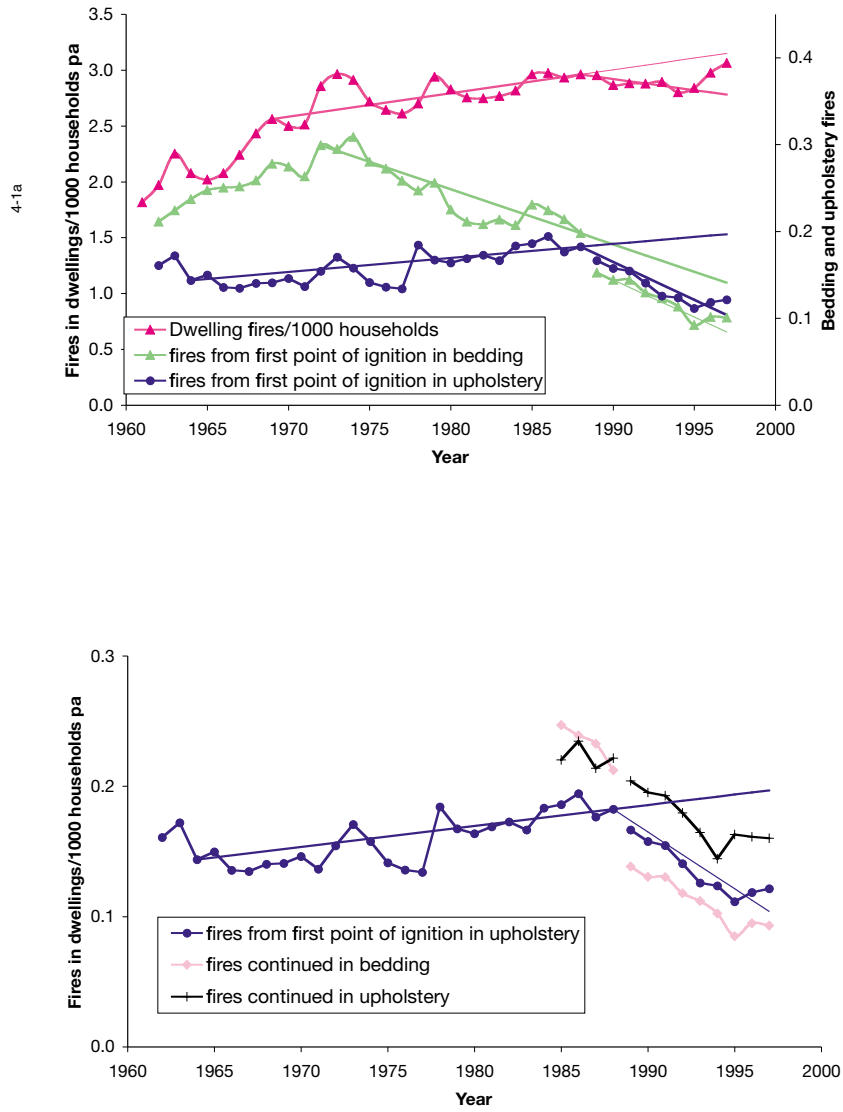 4-1a
Fires in dwellings/1000 households pa
3.5
3.0
2.5
2.0
1.5
1.0
0.5
0.0
Bedding and upholstery fires
0.4
0.3
0.2
0.1
0.0
Dwelling fires/1000 households
fires from first point of ignition in bedding
fires from first point of ignition in upholstery
1960 1965 1970 1975 1980 1985 1990 1995 2000
Year
Fires in dwellings/1000 households pa
0.3
0.2
0.1
0.0
fires from first point of ignition in upholstery
fires continued in bedding
fires continued in upholstery
1960 1965 1970 1975 1980 1985 1990 1995 2000
Year